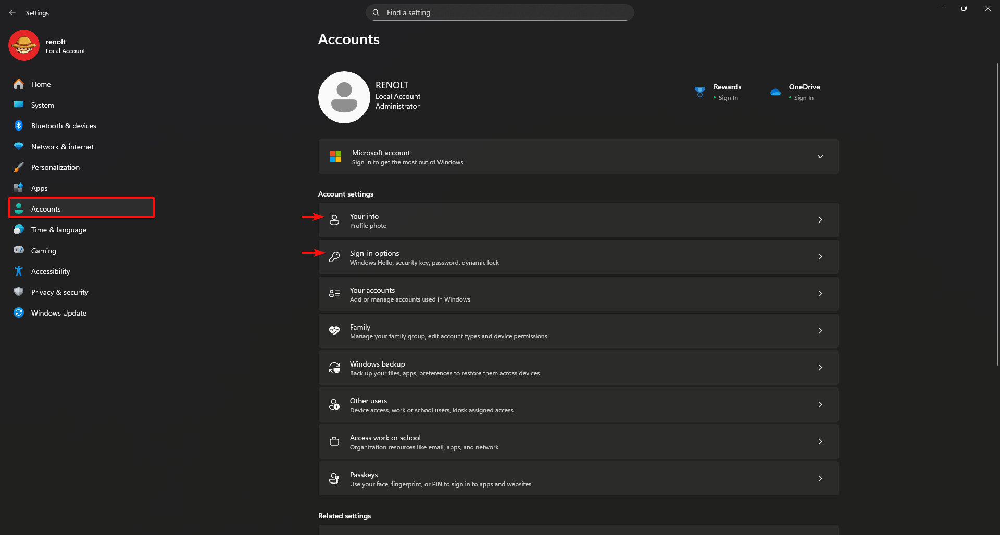 Settings
Find a setting
renolt
Local Account
Home
System
Bluetooth & devices
Network & internet
Personalization
Apps
Accounts
Time & language
Gaming
Accessibility
Privacy & security
Windows Update
Accounts
RENOLT
Local Account
Administrator
Rewards
• Sign In
OneDrive
• Sign In
Microsoft account
Sign in to get the most out of Windows
Account settings
Your info
Profile photo
Sign-in options
Windows Hello, security key, password, dynamic lock
Your accounts
Add or manage accounts used in Windows
Family
Manage your family group, edit account types and device permissions
Windows backup
Back up your files, apps, preferences to restore them across devices
Other users
Device access, work or school users, kiosk assigned access
Access work or school
Organization resources like email, apps, and network
Passkeys
Use your face, fingerprint, or PIN to sign in to apps and websites
Related settings